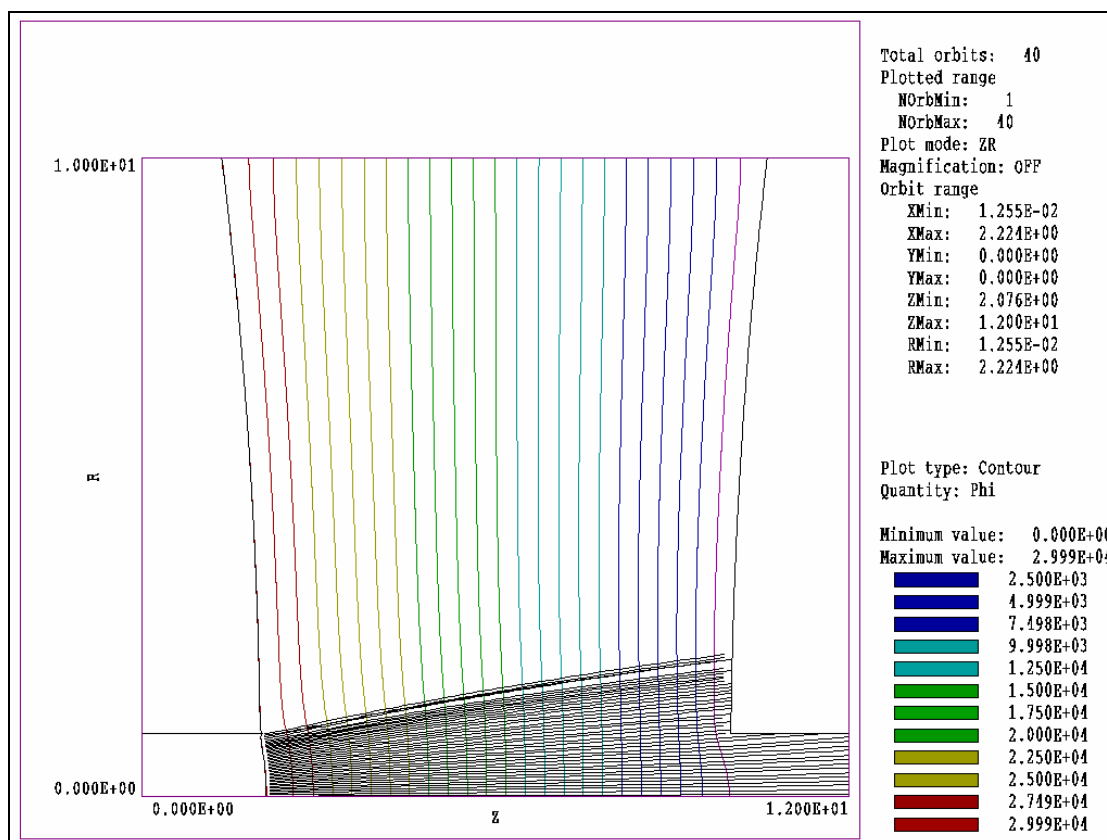 1.000E+01
R
0.000E+00
0.000E+00
Z
1.200E+01
Total orbits: 40
Plotted range
NOrbMin: 1
NOrbMax: 40
Plot mode: ZR
Magnification: OFF
Orbit range
XMin: 1.255E-02
XMax: 2.224E+00
YMin: 0.000E+00
YMax: 0.000E+00
ZMin: 2.076E+00
ZMax: 1.200E+01
RMin: 1.255E-02
RMax: 2.224E+00
Plot type: Contour
Quantity: Phi
Minimum value: 0.000E+00
Maximum value: 2.999E+04
2.500E+03
4.999E+03
7.498E+03
9.998E+03
1.250E+04
1.500E+04
1.750E+04
2.000E+04
2.250E+04
2.500E+04
2.749E+04
2.999E+04